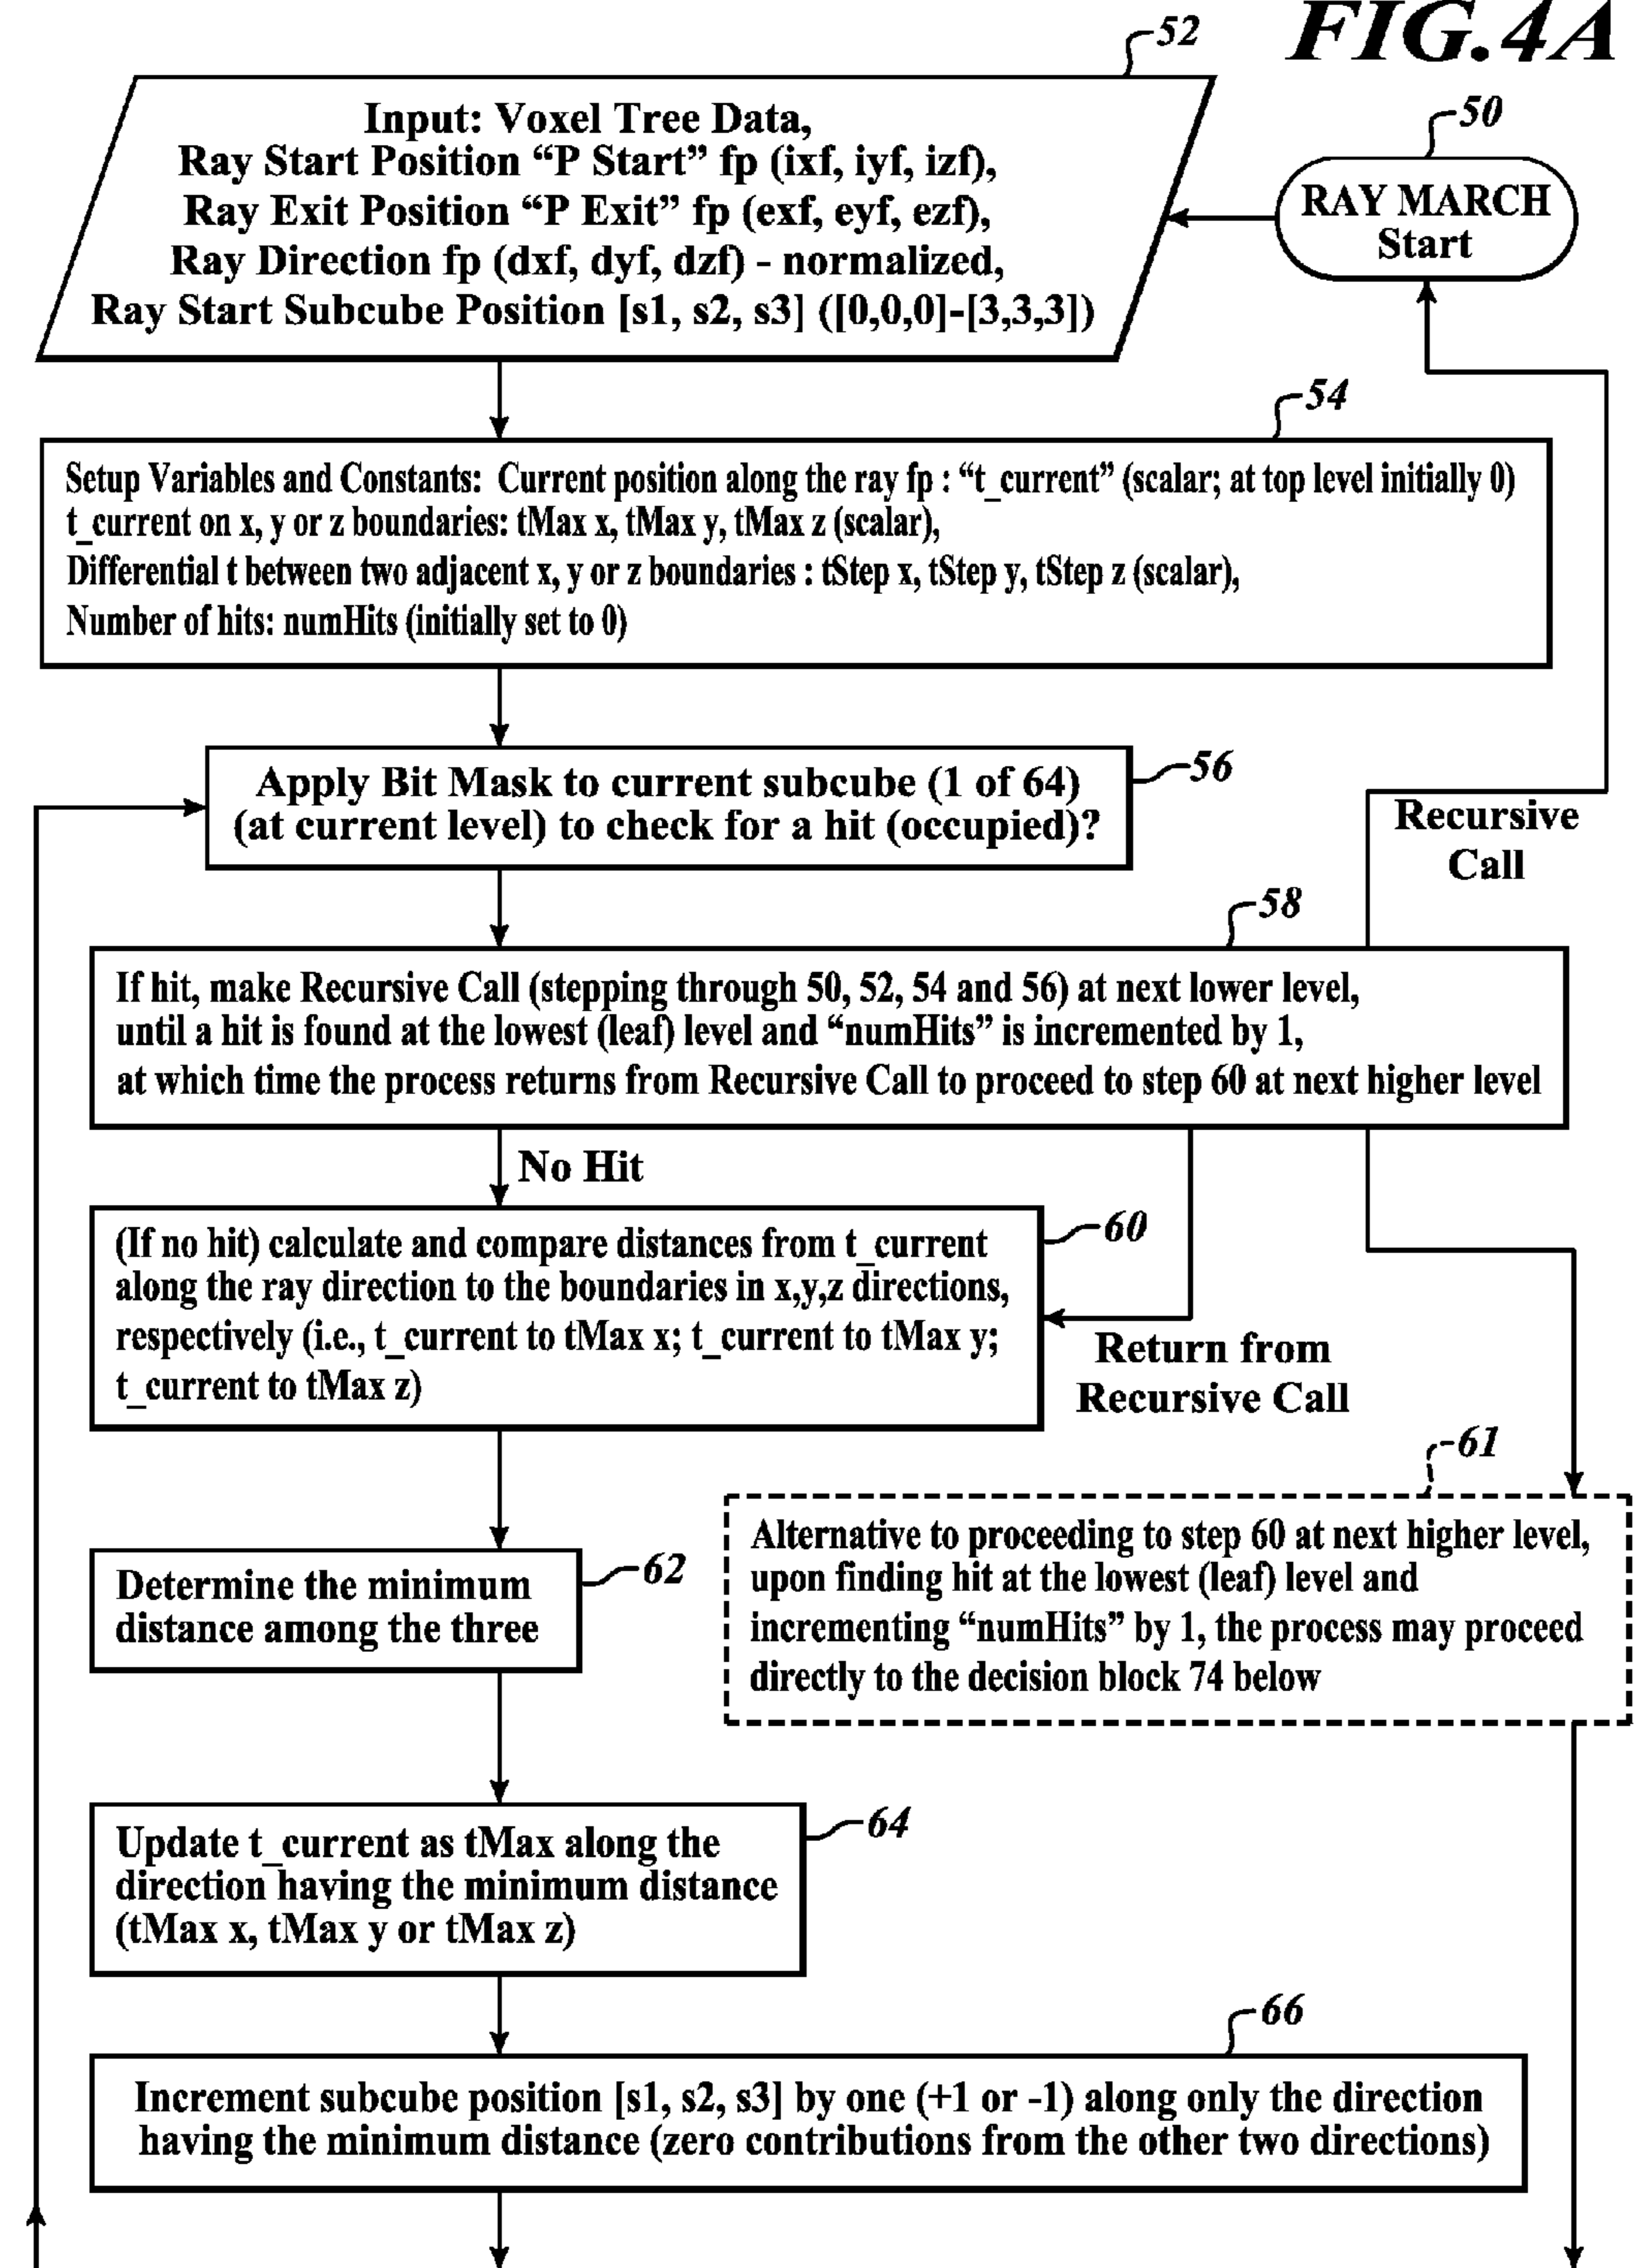 FIG.4A
52
Input: Voxel Tree Data,
Ray Start Position “P Start” fp (ixf, iyf, izf),
Ray Exit Position “P Exit” fp (exf, eyf, ezf),
Ray Direction fp (dxf, dyf, dzf) - normalized,
Ray Start Subcube Position [s1, s2, s3] ([0,0,0]-[3,3,3])
50
RAY MARCH
Start
54
Setup Variables and Constants: Current position along the ray fp : “t_current” (scalar; at top level initially 0)
t_current on x, y or z boundaries: tMax x, tMax y, tMax z (scalar),
Differential t between two adjacent x, y or z boundaries : tStep x, tStep y, tStep z (scalar),
Number of hits: numHits (initially set to 0)
Apply Bit Mask to current subcube (1 of 64)
(at current level) to check for a hit (occupied)?
56
Recursive
Call
58
If hit, make Recursive Call (stepping through 50, 52, 54 and 56) at next lower level,
until a hit is found at the lowest (leaf) level and “numHits” is incremented by 1,
at which time the process returns from Recursive Call to proceed to step 60 at next higher level
No Hit
(If no hit) calculate and compare distances from t_current
along the ray direction to the boundaries in x,y,z directions,
respectively (i.e., t_current to tMax x; t_current to tMax y;
t_current to tMax z)
60
Return from
Recursive Call
61
Alternative to proceeding to step 60 at next higher level,
upon finding hit at the lowest (leaf) level and
incrementing “numHits” by 1, the process may proceed
directly to the decision block 74 below
Determine the minimum
distance among the three
62
Update t_current as tMax along the
direction having the minimum distance
(tMax x, tMax y or tMax z)
64
66
Increment subcube position [s1, s2, s3] by one (+1 or -1) along only the direction
having the minimum distance (zero contributions from the other two directions)